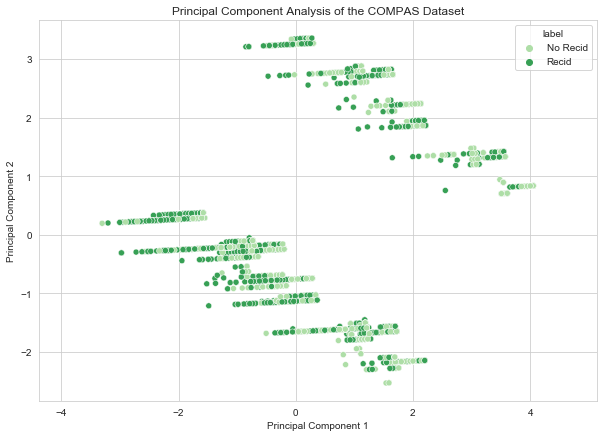 Principal Component Analysis of the COMPAS Dataset
label
No Recid
Recid
3
2
1
0
−1
−2
Principal Component 2
−4
−2
0
2
4
Principal Component 1